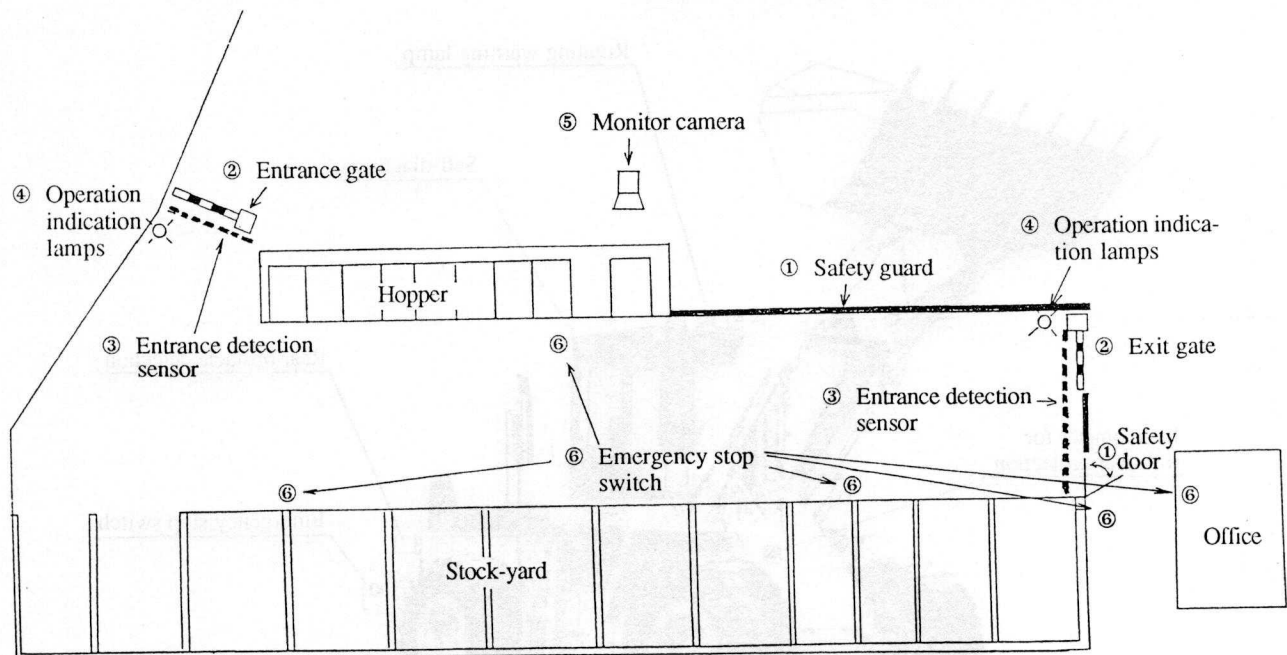 ⑤ Monitor camera
② Entrance gate
④ Operation
indication
lamps
④ Operation indica-
tion lamps
① Safety guard
Hopper
③ Entrance detection
sensor
⑥
② Exit gate
③ Entrance detection
sensor
① Safety
door
⑥ Emergency stop
switch
⑥
⑥
⑥
⑥
Office
Stock-yard